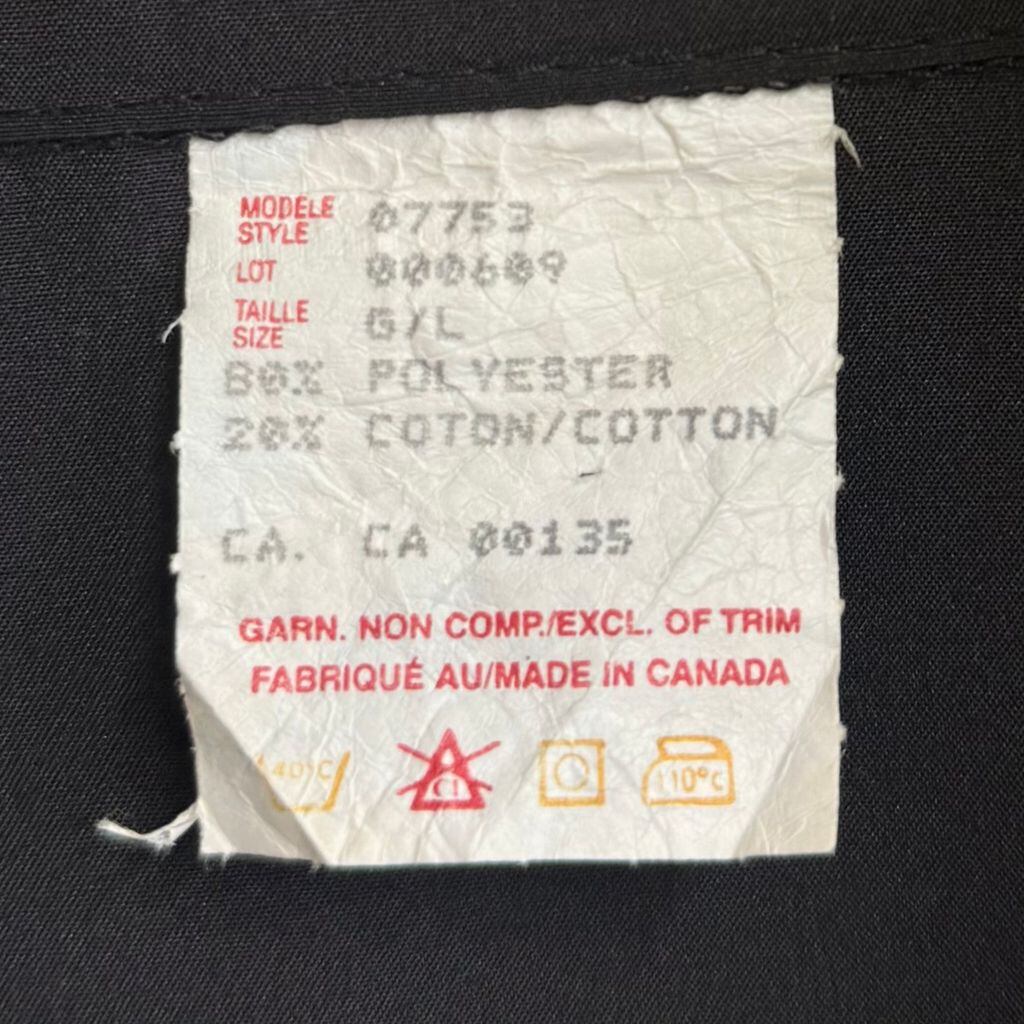 MODÈLE 07753
STYLE
LOT 000609
TAILLE G/L
SIZE
80% POLYESTER
20% COTON/COTTON
CA. CA 00135
GARN. NON COMP./EXCL. OF TRIM
FABRIQUÉ AU/MADE IN CANADA
40°C Cl 110°C